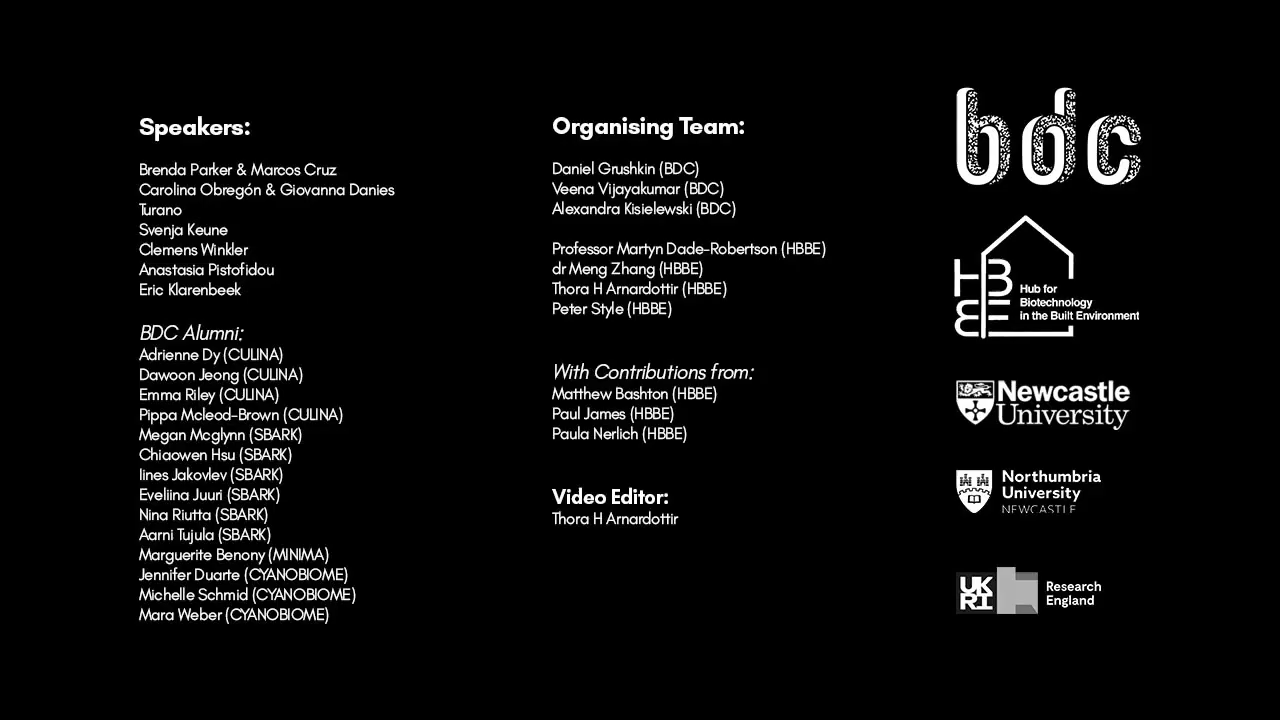 Speakers:
Brenda Parker & Marcos Cruz
Carolina Obregón & Giovanna Danies
Turano
Svenja Keune
Clemens Winkler
Anastasia Pistofidou
Eric Klarenbeek
BDC Alumni:
Adrienne Dy (CULINA)
Dawoon Jeong (CULINA)
Emma Riley (CULINA)
Pippa Mcleod-Brown (CULINA)
Megan Mcglynn (SBARK)
Chiaowen Hsu (SBARK)
Iines Jakovlev (SBARK)
Eveliina Juuri (SBARK)
Nina Riutta (SBARK)
Aarni Tujula (SBARK)
Marguerite Benony (MINIMA)
Jennifer Duarte (CYANOBIOME)
Michelle Schmid (CYANOBIOME)
Mara Weber (CYANOBIOME)
Organising Team:
Daniel Grushkin (BDC)
Veena Vijayakumar (BDC)
Alexandra Kisielewski (BDC)
Professor Martyn Dade-Robertson (HBBE)
dr Meng Zhang (HBBE)
Thora H Arnardottir (HBBE)
Peter Style (HBBE)
With Contributions from:
Matthew Bashton (HBBE)
Paul James (HBBE)
Paula Nerlich (HBBE)
Video Editor:
Thora H Arnardottir
bdc
HB
BE
Hub for
Biotechnology
in the Built Environment
Newcastle
University
Northumbria
University
NEWCASTLE
UK
RI
Research
England